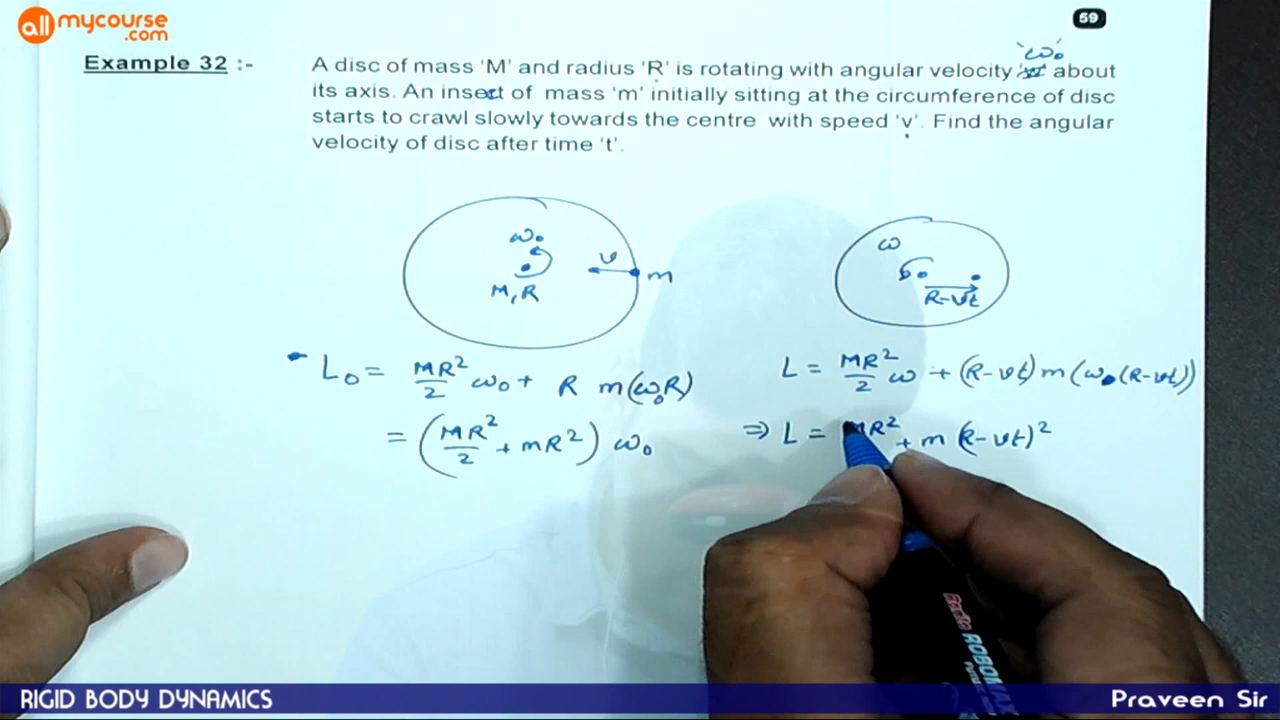 all mycourse
.com
59
'ω₀'
Example 32 :- A disc of mass 'M' and radius 'R' is rotating with angular velocity about
its axis. An insect of mass 'm' initially sitting at the circumference of disc
starts to crawl slowly towards the centre with speed 'v'. Find the angular
velocity of disc after time 't'.
ω₀
v
m
M, R
ω
R-vt
L₀ = MR²/2 ω₀ + R m(ω₀R)
= (MR²/2 + mR²) ω₀
L = MR²/2 ω + (R-vt) m (ω (R-vt))
⇒ L = MR² + m (R-vt)²
ROBOMAX
RIGID BODY DYNAMICS
Praveen Sir